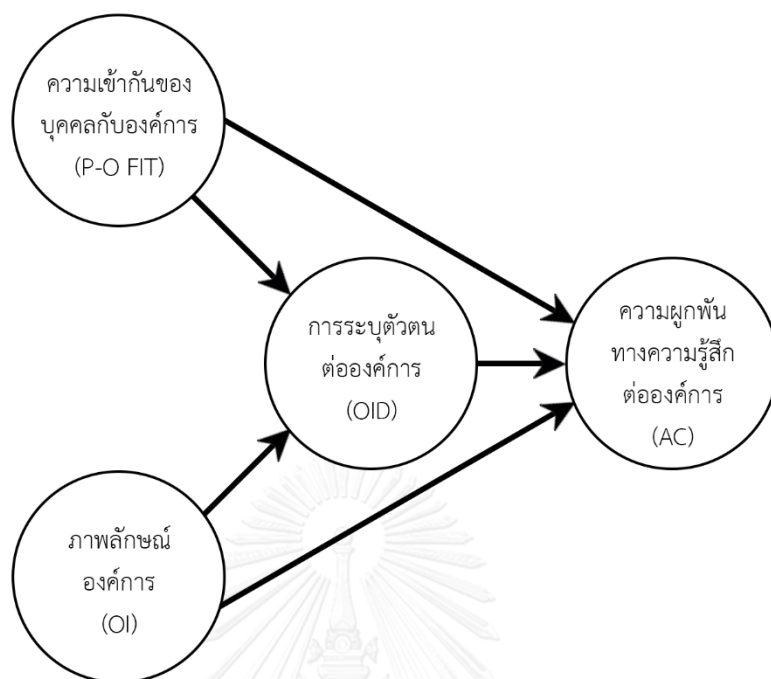 ความเข้ากันของ
บุคคลกับองค์การ
(P-O FIT)
การระบุตัวตน
ต่อองค์การ
(OID)
ความผูกพัน
ทางความรู้สึก
ต่อองค์การ
(AC)
ภาพลักษณ์
องค์การ
(OI)